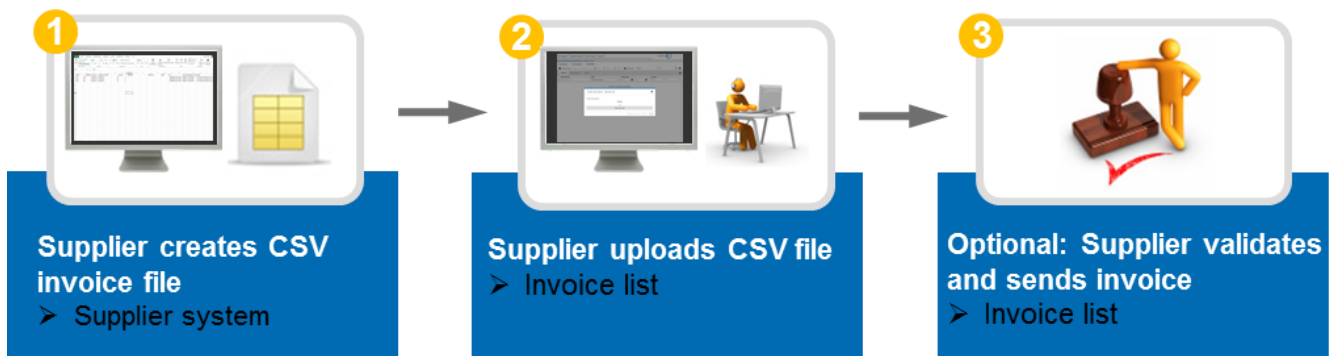 1
2
3
Supplier creates CSV
invoice file
➢ Supplier system
Supplier uploads CSV file
➢ Invoice list
Optional: Supplier validates
and sends invoice
➢ Invoice list